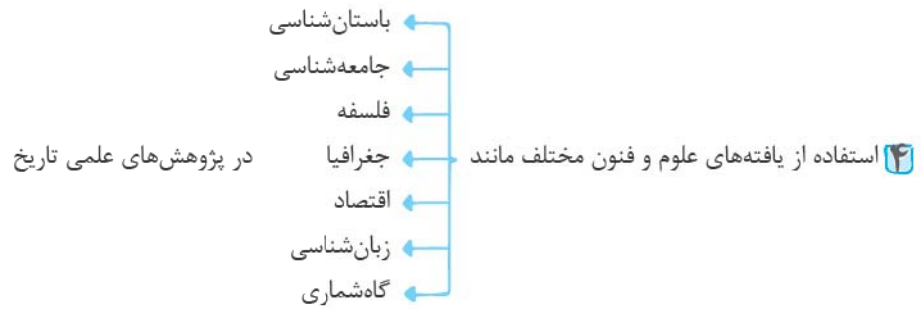 باستان‌شناسی
جامعه‌شناسی
فلسفه
۴ استفاده از یافته‌های علوم و فنون مختلف مانند جغرافیا در پژوهش‌های علمی تاریخ
اقتصاد
زبان‌شناسی
گاه‌شماری